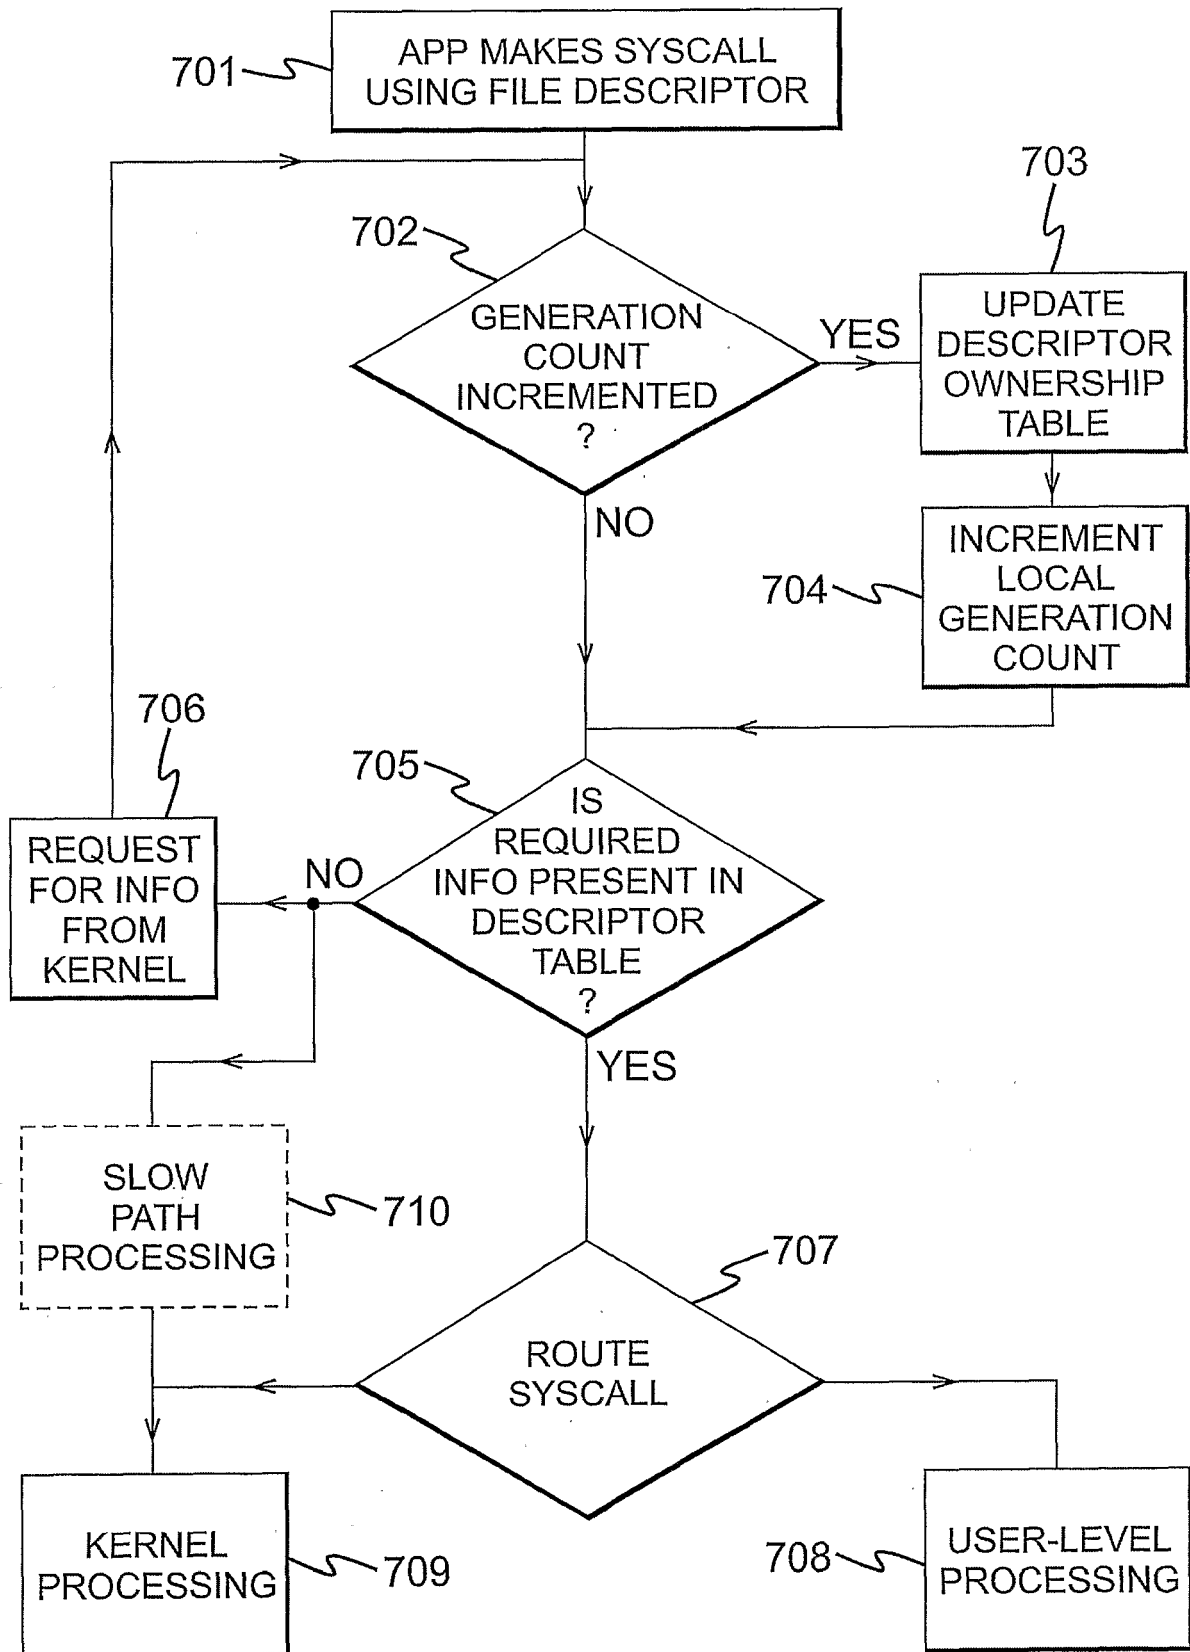 701
APP MAKES SYSCALL
USING FILE DESCRIPTOR
702
GENERATION
COUNT
INCREMENTED
?
YES
703
UPDATE
DESCRIPTOR
OWNERSHIP
TABLE
NO
704
INCREMENT
LOCAL
GENERATION
COUNT
706
REQUEST
FOR INFO
FROM
KERNEL
NO
705
IS
REQUIRED
INFO PRESENT IN
DESCRIPTOR
TABLE
?
YES
SLOW
PATH
PROCESSING
710
707
ROUTE
SYSCALL
KERNEL
PROCESSING
709
708
USER-LEVEL
PROCESSING